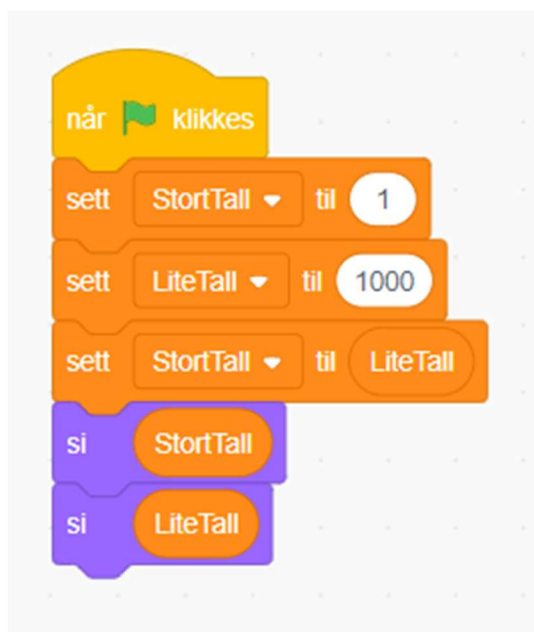 når klikkes
sett StortTall til 1
sett LiteTall til 1000
sett StortTall til LiteTall
si StortTall
si LiteTall